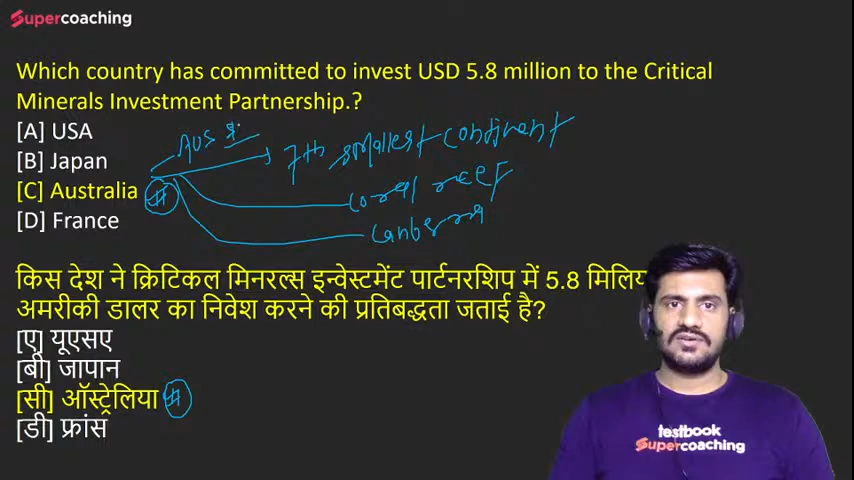 Supercoaching
Which country has committed to invest USD 5.8 million to the Critical
Minerals Investment Partnership.?
[A] USA
[B] Japan
[C] Australia
[D] France
AUS $
7th smallest continent
coral reef
canberra
किस देश ने क्रिटिकल मिनरल्स इन्वेस्टमेंट पार्टनरशिप में 5.8
अमरीकी डालर का निवेश करने की प्रतिबद्धता जताई है?
[ए] यूएसए
[बी] जापान
[सी] ऑस्ट्रेलिया
[डी] फ्रांस
testbook
Supercoaching